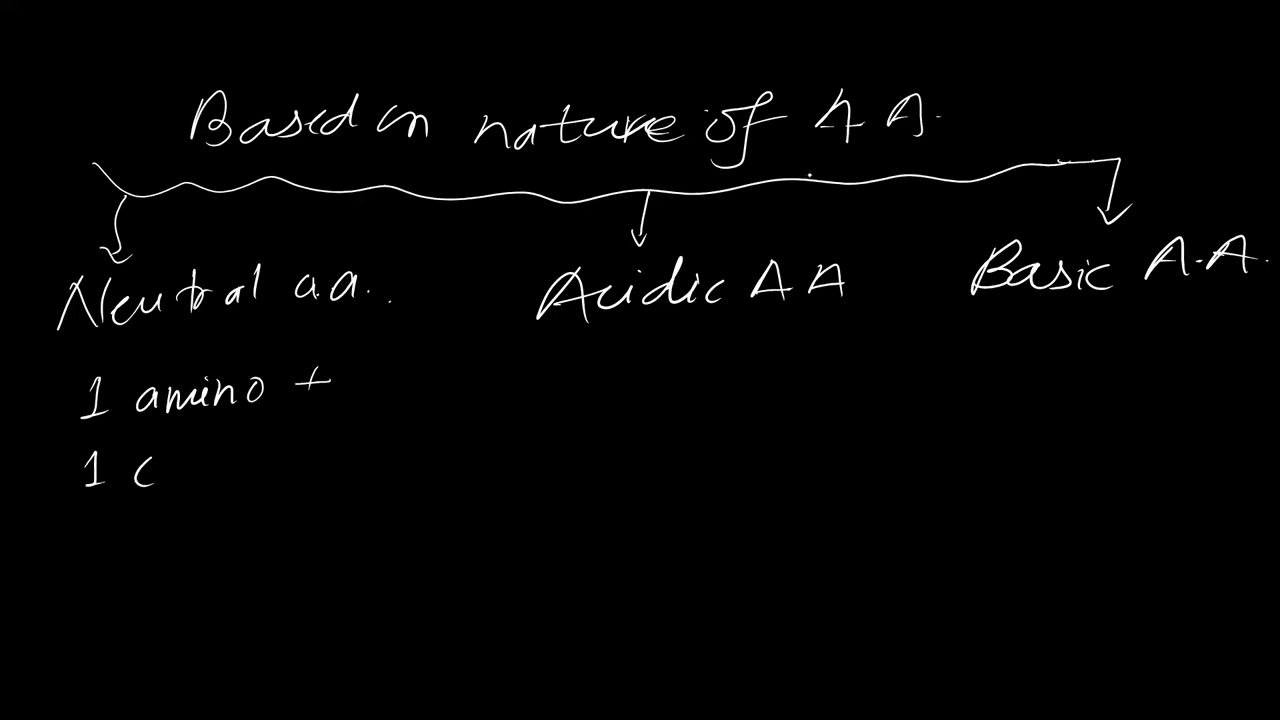 Based on nature of A A.
Neutral a.a. Acidic A A Basic A.A.
1 amino +
1 C